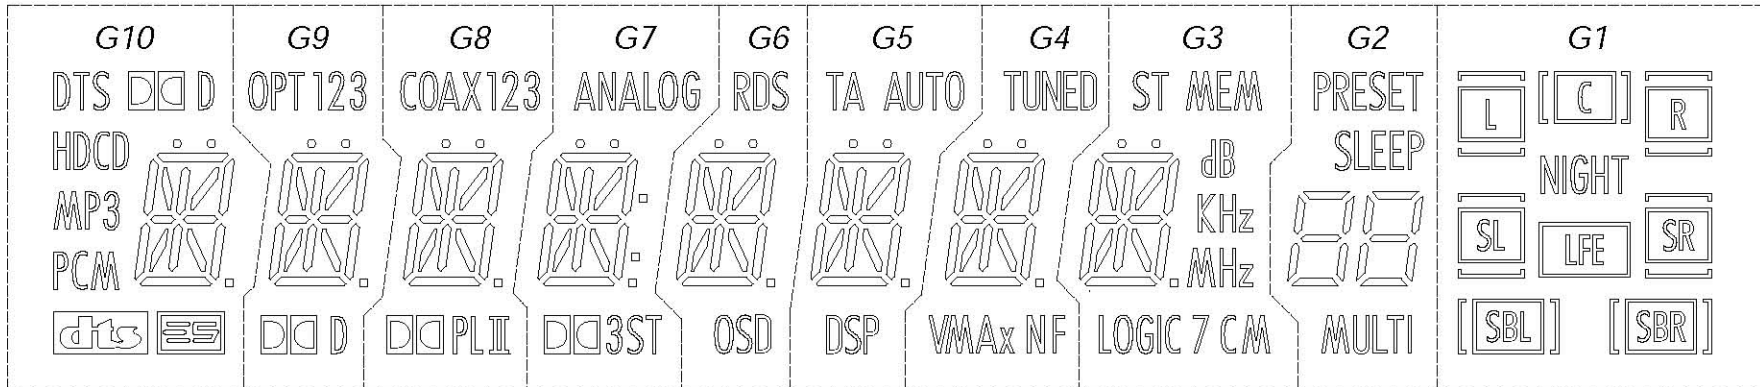 G10 G9 G8 G7 G6 G5 G4 G3 G2 G1
DTS D OPT 123 COAX 123 ANALOG RDS TA AUTO TUNED ST MEM PRESET L C R
HDCD dB SLEEP
MP3 KHz NIGHT
PCM MHz SL LFE SR
dts ES D PL II 3ST OSD DSP VMAx NF LOGIC 7 CM MULTI SBL SBR